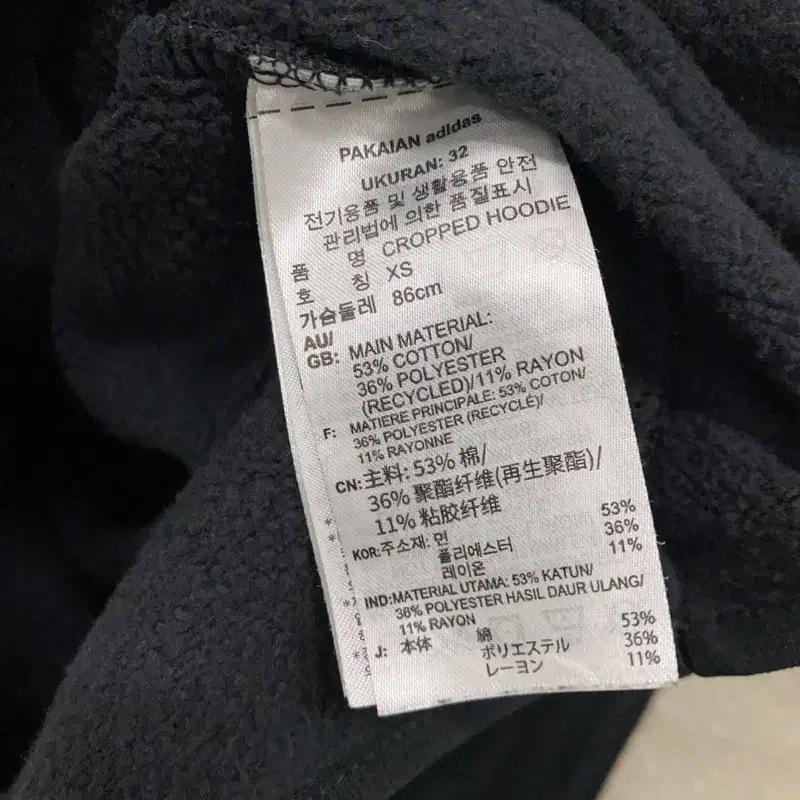 PAKAIAN adidas
UKURAN: 32
전기용품 및 생활용품 안전
관리법에 의한 품질표시
품 명 CROPPED HOODIE
호 칭 XS
가슴둘레 86cm
AU/
GB: MAIN MATERIAL:
53% COTTON/
36% POLYESTER
(RECYCLED)/11% RAYON
F: MATIERE PRINCIPALE: 53% COTON/
36% POLYESTER (RECYCLÉ)/
11% RAYONNE
CN:主料: 53% 棉/
36% 聚酯纤维(再生聚酯)/
11% 粘胶纤维
KOR:주소재: 면 53%
폴리에스터 36%
레이온 11%
IND:MATERIAL UTAMA: 53% KATUN/
36% POLYESTER HASIL DAUR ULANG/
11% RAYON
J: 本体 綿 53%
ポリエステル 36%
レーヨン 11%